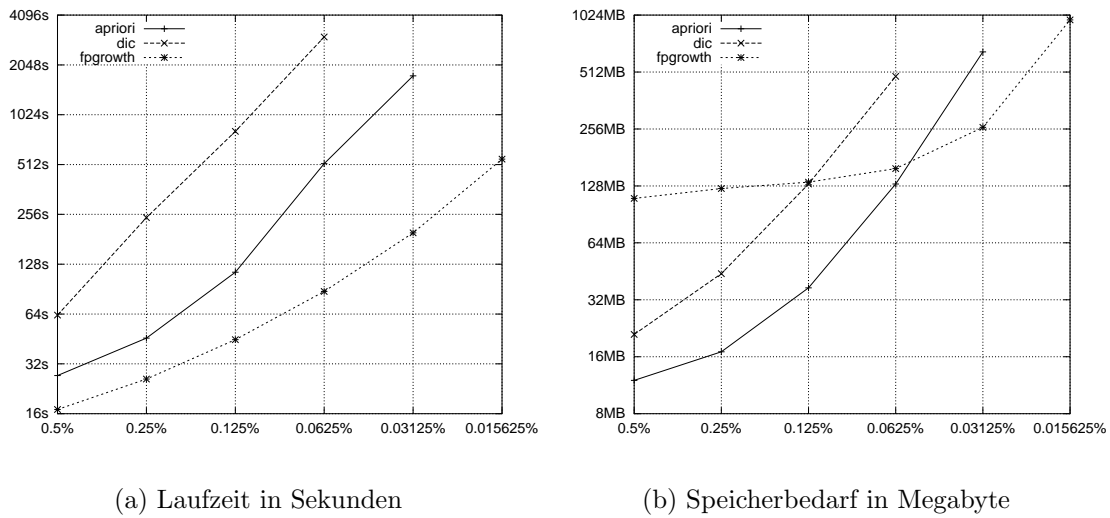 4096s
2048s
1024s
512s
256s
128s
64s
32s
16s
apriori
dic
fpgrowth
0.5% 0.25% 0.125% 0.0625% 0.03125% 0.015625%
(a) Laufzeit in Sekunden
1024MB
512MB
256MB
128MB
64MB
32MB
16MB
8MB
apriori
dic
fpgrowth
0.5% 0.25% 0.125% 0.0625% 0.03125% 0.015625%
(b) Speicherbedarf in Megabyte